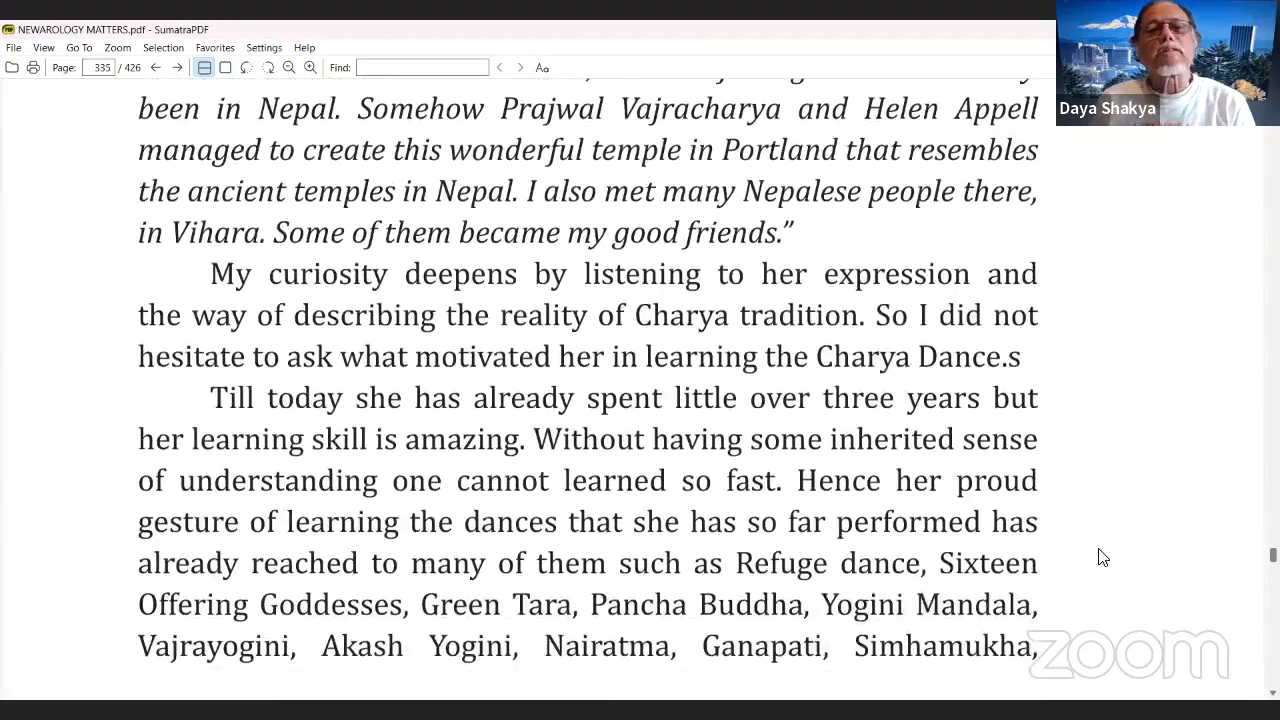 NEWAROLOGY MATTERS.pdf - SumatraPDF
File View Go To Zoom Selection Favorites Settings Help
Page: 335 / 426 Find: Aa
been in Nepal. Somehow Prajwal Vajracharya and Helen Appell
managed to create this wonderful temple in Portland that resembles
the ancient temples in Nepal. I also met many Nepalese people there,
in Vihara. Some of them became my good friends.”
My curiosity deepens by listening to her expression and
the way of describing the reality of Charya tradition. So I did not
hesitate to ask what motivated her in learning the Charya Dance.s
Till today she has already spent little over three years but
her learning skill is amazing. Without having some inherited sense
of understanding one cannot learned so fast. Hence her proud
gesture of learning the dances that she has so far performed has
already reached to many of them such as Refuge dance, Sixteen
Offering Goddesses, Green Tara, Pancha Buddha, Yogini Mandala,
Vajrayogini, Akash Yogini, Nairatma, Ganapati, Simhamukha,
Daya Shakya
zoom